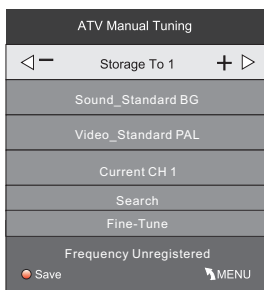 ATV Manual Tuning
Storage To 1
Sound_Standard BG
Video_Standard PAL
Current CH 1
Search
Fine-Tune
Frequency Unregistered
Save MENU